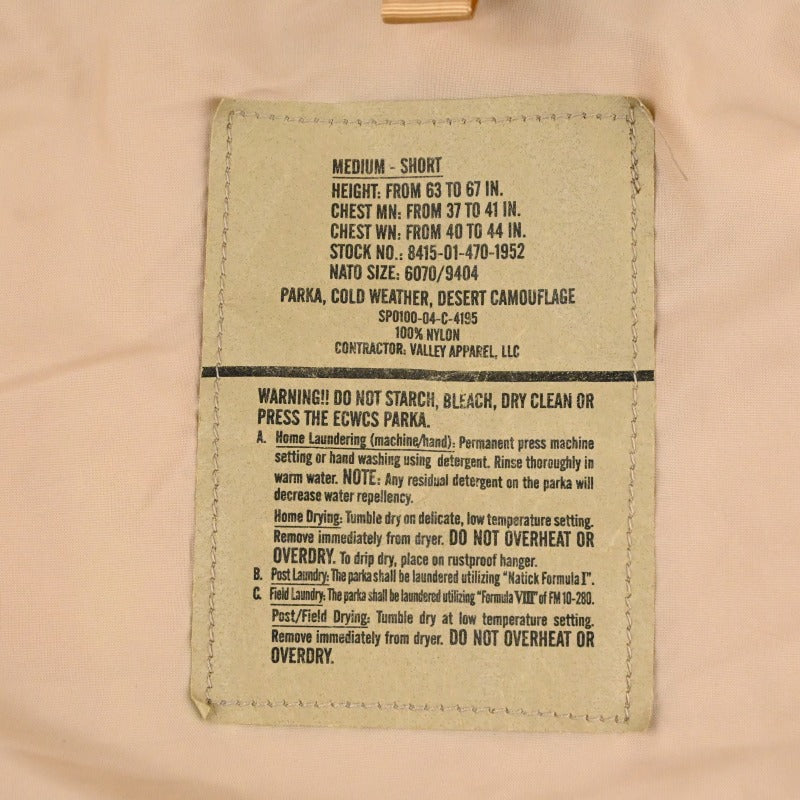 MEDIUM - SHORT
HEIGHT: FROM 63 TO 67 IN.
CHEST MN: FROM 37 TO 41 IN.
CHEST WN: FROM 40 TO 44 IN.
STOCK NO.: 8415-01-470-1952
NATO SIZE: 6070/9404
PARKA, COLD WEATHER, DESERT CAMOUFLAGE
SP0100-04-C-4195
100% NYLON
CONTRACTOR: VALLEY APPAREL, LLC
WARNING!! DO NOT STARCH, BLEACH, DRY CLEAN OR
PRESS THE ECWCS PARKA.
A. Home Laundering (machine/hand): Permanent press machine
setting or hand washing using detergent. Rinse thoroughly in
warm water. NOTE: Any residual detergent on the parka will
decrease water repellency.
Home Drying: Tumble dry on delicate, low temperature setting.
Remove immediately from dryer. DO NOT OVERHEAT OR
OVERDRY. To drip dry, place on rustproof hanger.
B. Post Laundry: The parka shall be laundered utilizing "Natick Formula I".
C. Field Laundry: The parka shall be laundered utilizing "Formula VIII" of FM 10-280.
Post/Field Drying: Tumble dry at low temperature setting.
Remove immediately from dryer. DO NOT OVERHEAT OR
OVERDRY.